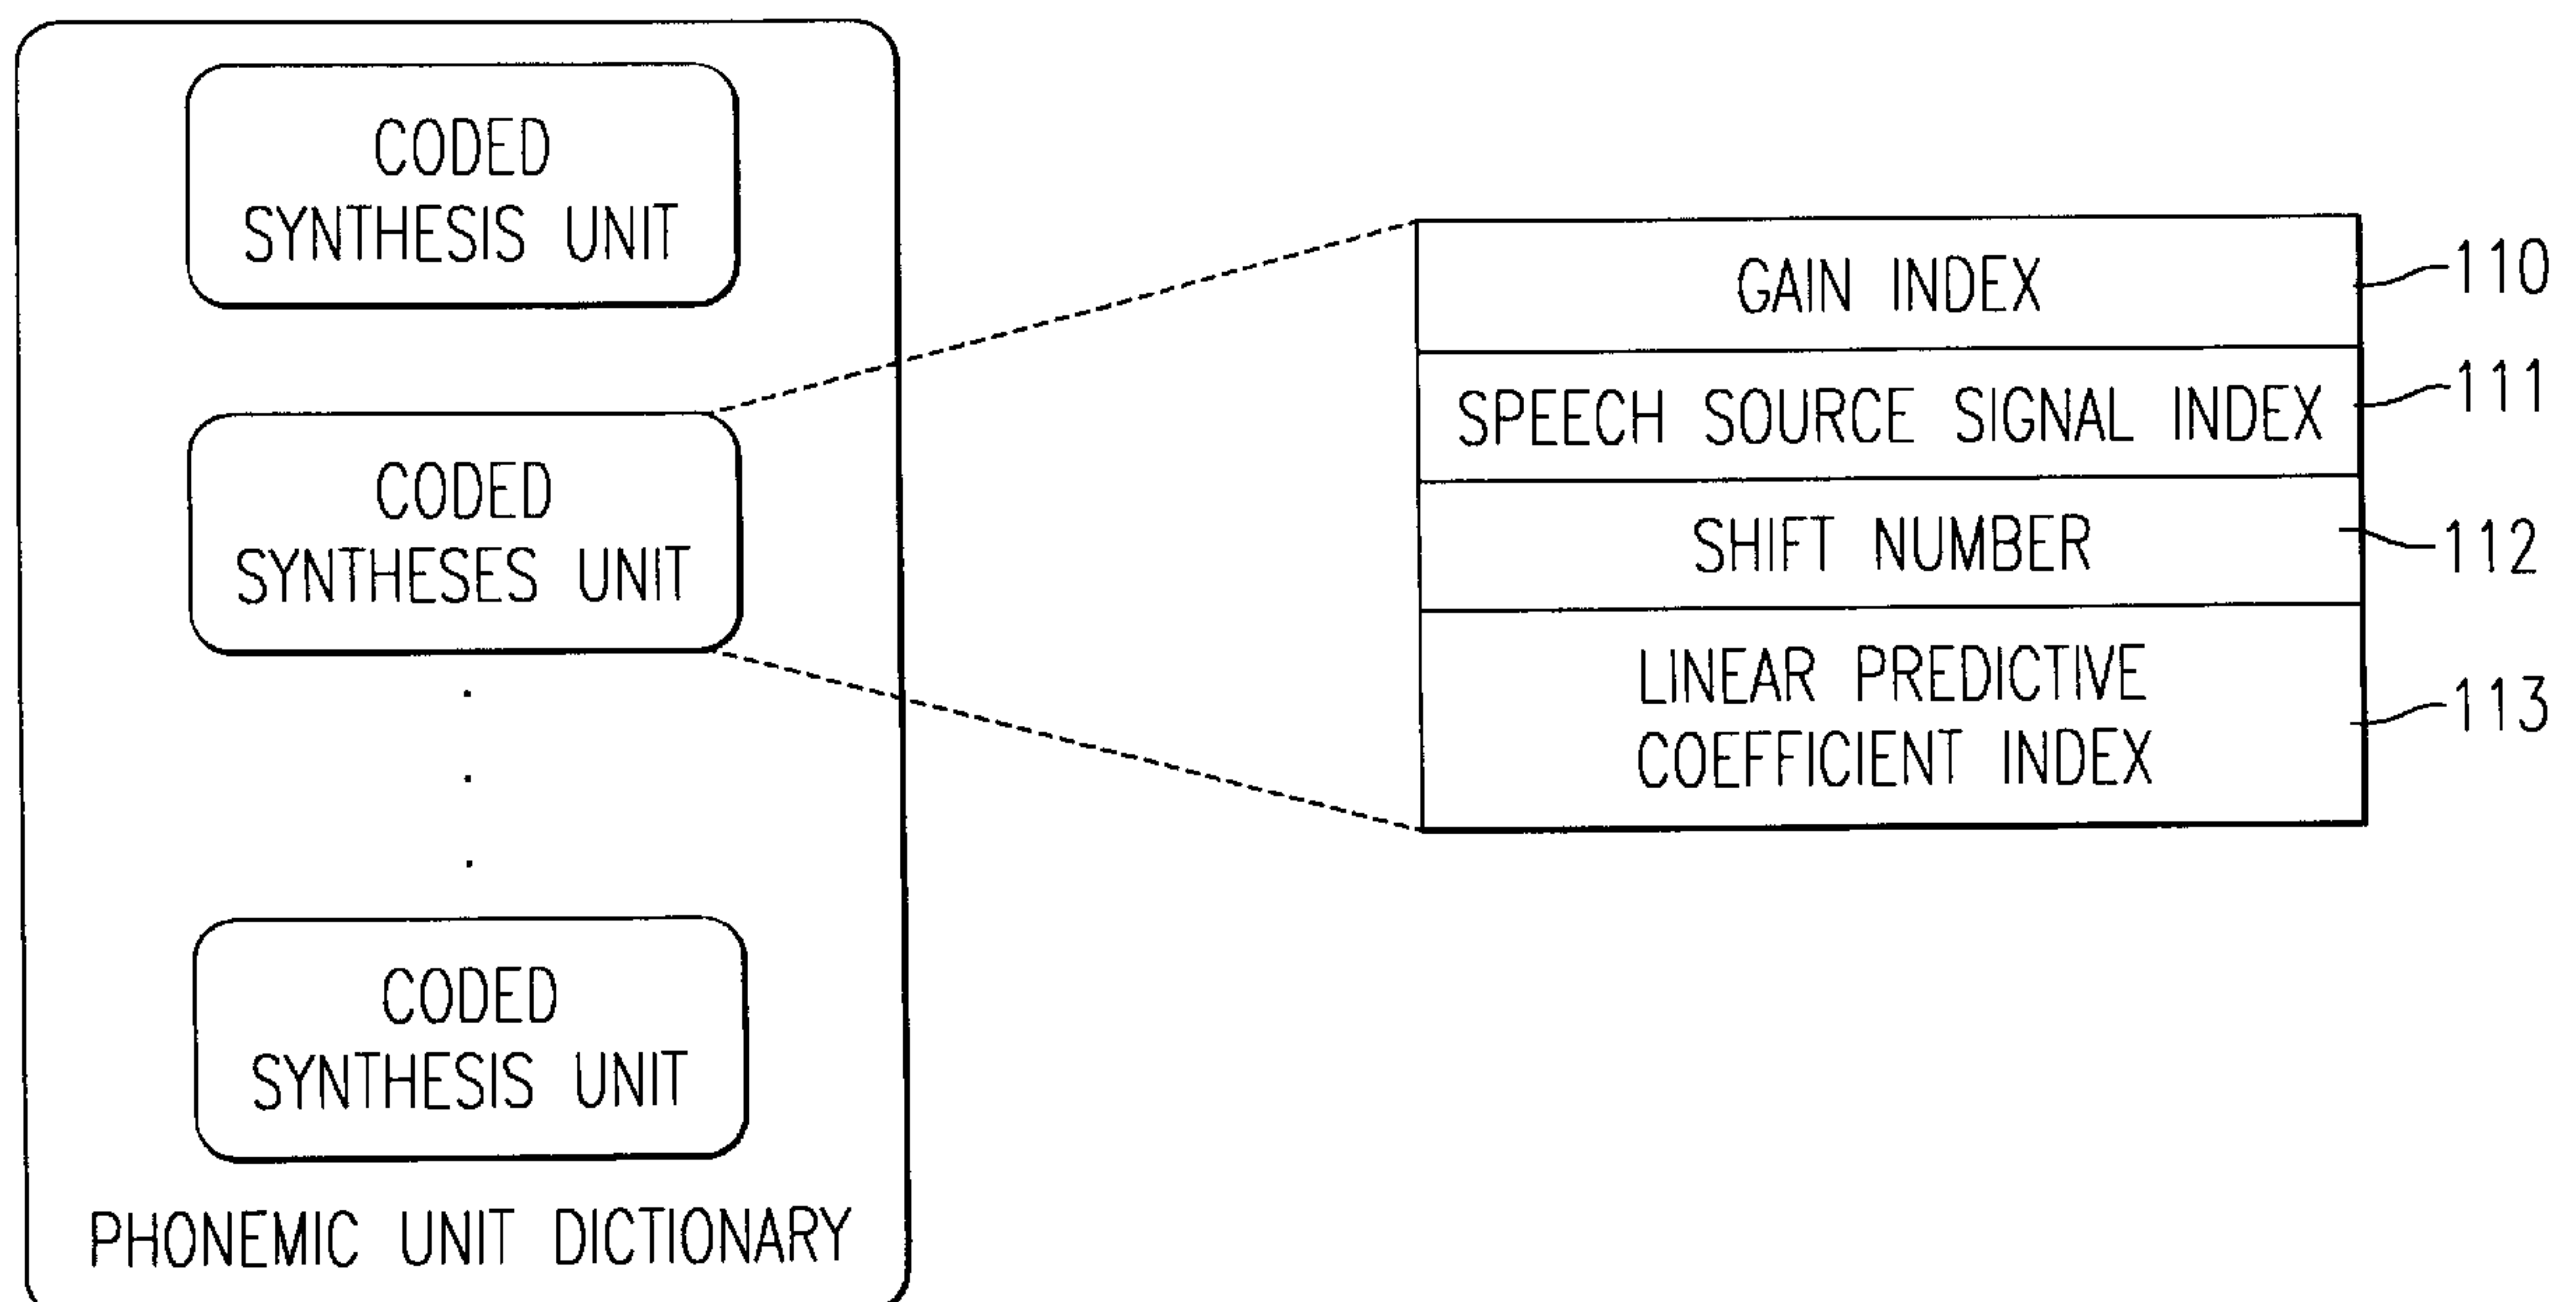 CODED
SYNTHESIS UNIT
CODED
SYNTHESES UNIT
CODED
SYNTHESIS UNIT
PHONEMIC UNIT DICTIONARY
GAIN INDEX
110
SPEECH SOURCE SIGNAL INDEX
111
SHIFT NUMBER
112
LINEAR PREDICTIVE
COEFFICIENT INDEX
113